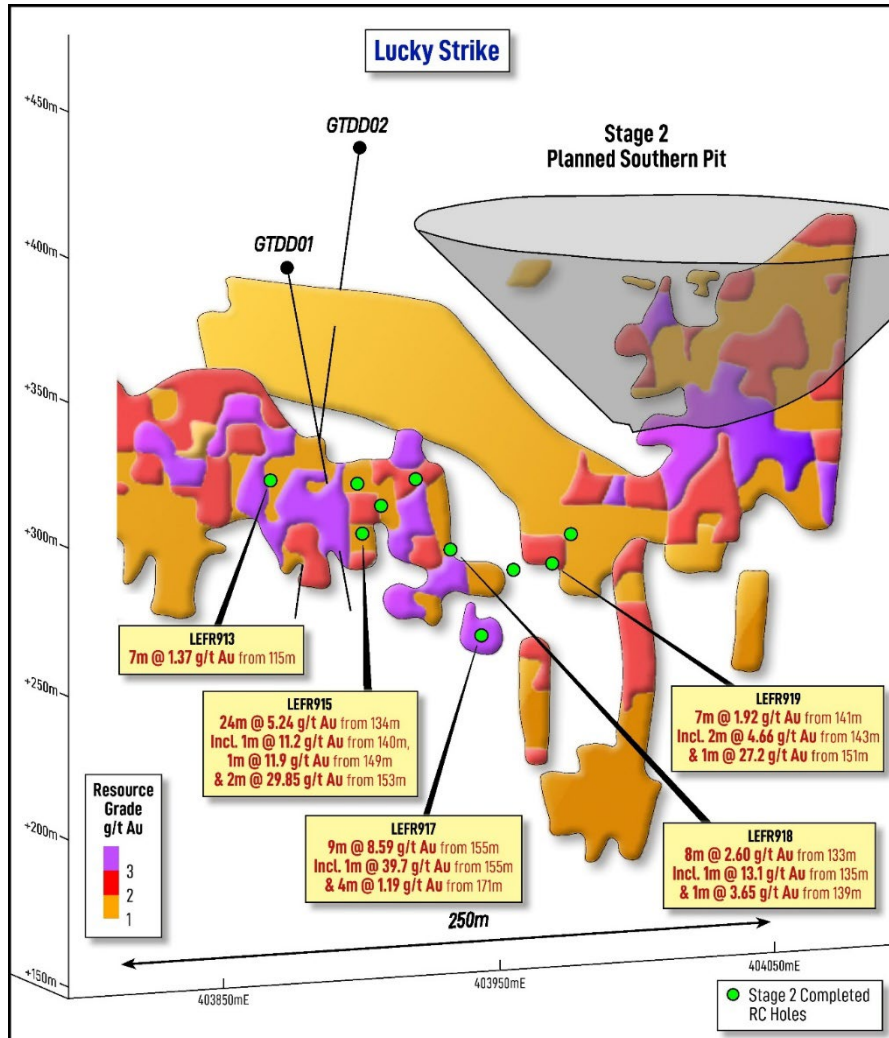 Lucky Strike
+450m
GTDD02
Stage 2
Planned Southern Pit
GTDD01
+400m
+350m
+300m
LEFR913
7m @ 1.37 g/t Au from 115m
+250m
LEFR915
24m @ 5.24 g/t Au from 134m
Incl. 1m @ 11.2 g/t Au from 140m,
1m @ 11.9 g/t Au from 149m
& 2m @ 29.85 g/t Au from 153m
LEFR919
7m @ 1.92 g/t Au from 141m
Incl. 2m @ 4.66 g/t Au from 143m
& 1m @ 27.2 g/t Au from 151m
Resource
Grade
g/t Au
3
2
1
+200m
LEFR917
9m @ 8.59 g/t Au from 155m
Incl. 1m @ 39.7 g/t Au from 155m
& 4m @ 1.19 g/t Au from 171m
LEFR918
8m @ 2.60 g/t Au from 133m
Incl. 1m @ 13.1 g/t Au from 135m
& 1m @ 3.65 g/t Au from 139m
250m
+150m
403850mE
403950mE
404050mE
Stage 2 Completed
RC Holes